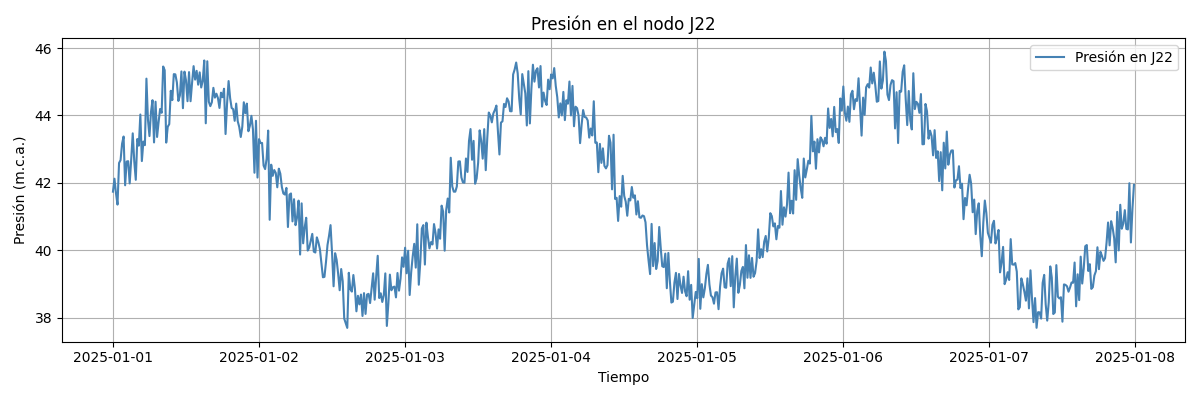 Presión en el nodo J22
Presión en J22
Presión (m.c.a.)
46
44
42
40
38
2025-01-01 2025-01-02 2025-01-03 2025-01-04 2025-01-05 2025-01-06 2025-01-07 2025-01-08
Tiempo